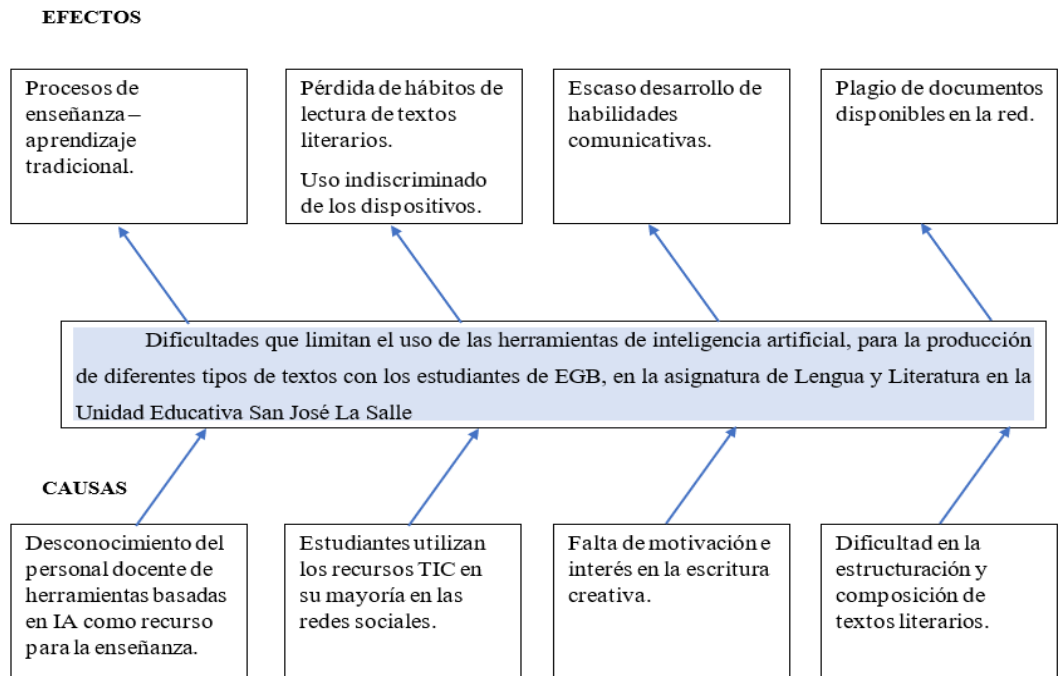 EFECTOS
Procesos de
enseñanza –
aprendizaje
tradicional.
Pérdida de hábitos de
lectura de textos
literarios.
Uso indiscriminado
de los dispositivos.
Escaso desarrollo de
habilidades
comunicativas.
Plagio de documentos
disponibles en la red.
Dificultades que limitan el uso de las herramientas de inteligencia artificial, para la producción
de diferentes tipos de textos con los estudiantes de EGB, en la asignatura de Lengua y Literatura en la
Unidad Educativa San José La Salle
CAUSAS
Desconocimiento del
personal docente de
herramientas basadas
en IA como recurso
para la enseñanza.
Estudiantes utilizan
los recursos TIC en
su mayoría en las
redes sociales.
Falta de motivación e
interés en la escritura
creativa.
Dificultad en la
estructuración y
composición de
textos literarios.